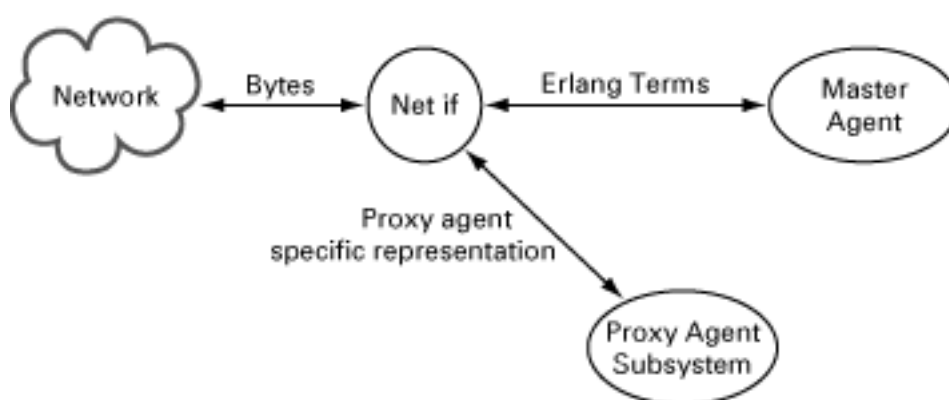 Network
Bytes
Net if
Erlang Terms
Master
Agent
Proxy agent
specific representation
Proxy Agent
Subsystem